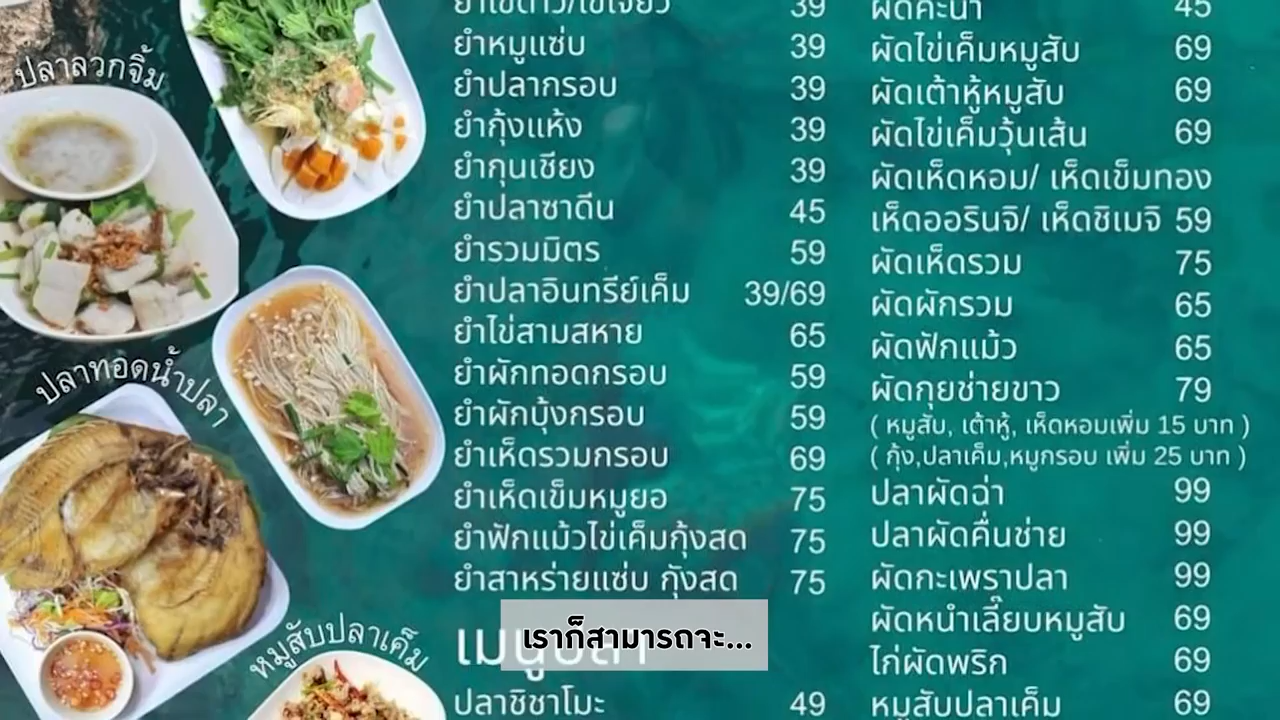 ปลาลวกจิ้ม
ปลาทอดน้ำปลา
หมูสับปลาเค็ม
ยำไข่ดาว/ไข่เจียว 39
ยำหมูแซ่บ 39
ยำปลากรอบ 39
ยำกุ้งแห้ง 39
ยำกุนเชียง 39
ยำปลาซาดีน 45
ยำรวมมิตร 59
ยำปลาอินทรีย์เค็ม 39/69
ยำไข่สามสหาย 65
ยำผักทอดกรอบ 59
ยำผักบุ้งกรอบ 59
ยำเห็ดรวมกรอบ 69
ยำเห็ดเข็มหมูยอ 75
ยำฟักแม้วไข่เค็มกุ้งสด 75
ยำสาหร่ายแซ่บ กุ้งสด 75
ปลาชิชาโมะ 49
ผัดคะน้า 45
ผัดไข่เค็มหมูสับ 69
ผัดเต้าหู้หมูสับ 69
ผัดไข่เค็มวุ้นเส้น 69
ผัดเห็ดหอม/ เห็ดเข็มทอง
เห็ดออรินจิ/ เห็ดชิเมจิ 59
ผัดเห็ดรวม 75
ผัดผักรวม 65
ผัดฟักแม้ว 65
ผัดกุยช่ายขาว 79
( หมูสับ, เต้าหู้, เห็ดหอมเพิ่ม 15 บาท )
( กุ้ง,ปลาเค็ม,หมูกรอบ เพิ่ม 25 บาท )
ปลาผัดฉ่า 99
ปลาผัดคื่นช่าย 99
ผัดกะเพราปลา 99
ผัดหนำเลี๊ยบหมูสับ 69
ไก่ผัดพริก 69
หมูสับปลาเค็ม 69
เราก็สามารถจะ...